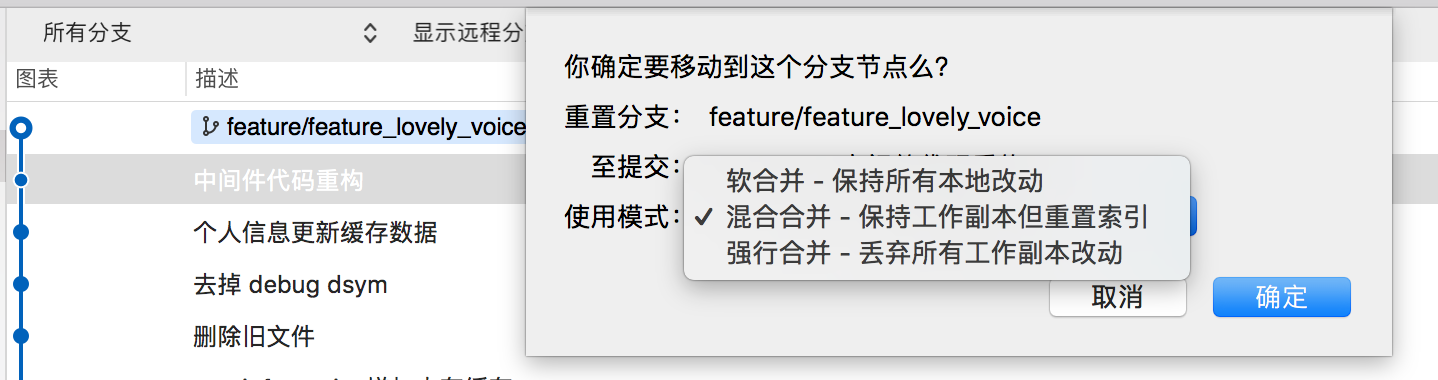 所有分支
显示远程分
图表
描述
feature/feature_lovely_voice
中间件代码重构
个人信息更新缓存数据
去掉 debug dsym
删除旧文件
你确定要移动到这个分支节点么?
重置分支: feature/feature_lovely_voice
至提交:
使用模式:
软合并 - 保持所有本地改动
✓ 混合合并 - 保持工作副本但重置索引
强行合并 - 丢弃所有工作副本改动
取消
确定